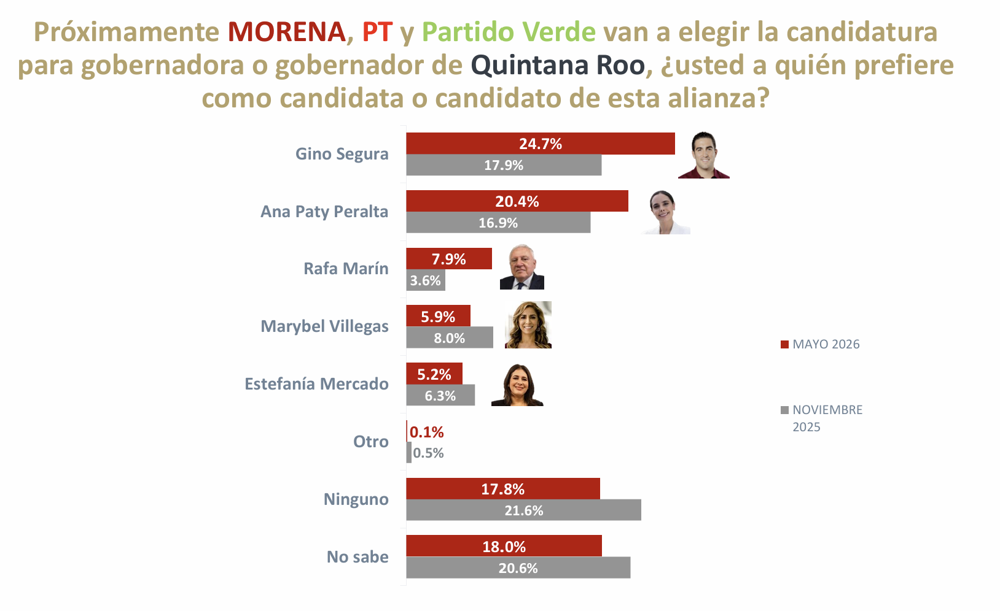 Próximamente MORENA, PT y Partido Verde van a elegir la candidatura
para gobernadora o gobernador de Quintana Roo, ¿usted a quién prefiere
como candidata o candidato de esta alianza?
Gino Segura
24.7%
17.9%
Ana Paty Peralta
20.4%
16.9%
Rafa Marín
7.9%
3.6%
Marybel Villegas
5.9%
8.0%
Estefanía Mercado
5.2%
6.3%
Otro
0.1%
0.5%
Ninguno
17.8%
21.6%
No sabe
18.0%
20.6%
MAYO 2026
NOVIEMBRE
2025